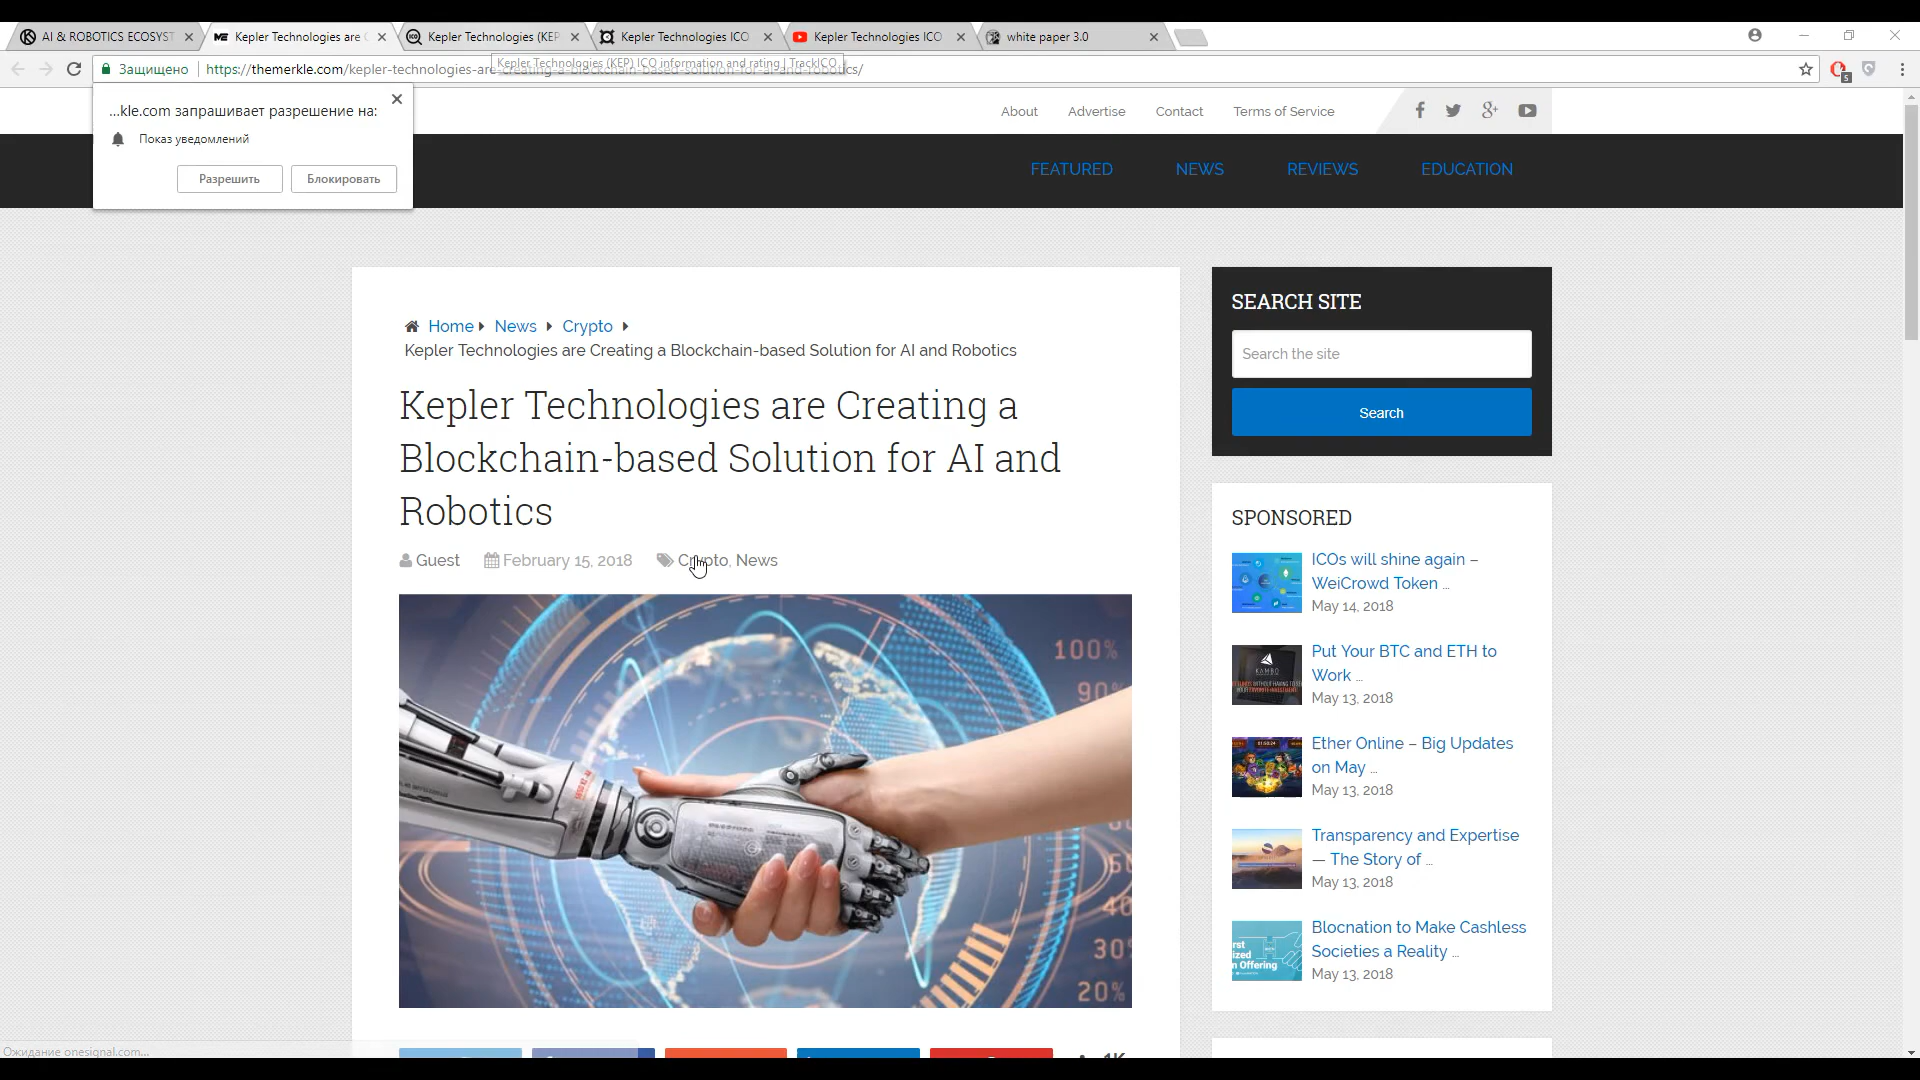 AI & ROBOTICS ECOSYST
Kepler Technologies are C
Kepler Technologies (KEP
Kepler Technologies ICO
Kepler Technologies ICO
white paper 3.0
Защищено
https://themerkle.com/kepler-technologies-are-creating-a-blockchain-based-solution-for-ai-and-robotics/
Kepler Technologies (KEP) ICO information and rating | TrackICO
5
...kle.com запрашивает разрешение на:
Показ уведомлений
Разрешить
Блокировать
About
Advertise
Contact
Terms of Service
FEATURED
NEWS
REVIEWS
EDUCATION
Home
News
Crypto
Kepler Technologies are Creating a Blockchain-based Solution for AI and Robotics
Kepler Technologies are Creating a
Blockchain-based Solution for AI and
Robotics
Guest
February 15, 2018
Crypto, News
100%
90%
30%
20%
SEARCH SITE
Search the site
Search
SPONSORED
ICOs will shine again –
WeiCrowd Token ...
May 14, 2018
Put Your BTC and ETH to
Work ...
May 13, 2018
Ether Online – Big Updates
on May ...
May 13, 2018
Transparency and Expertise
— The Story of ...
May 13, 2018
Blocnation to Make Cashless
Societies a Reality ...
May 13, 2018
Ожидание onesignal.com...